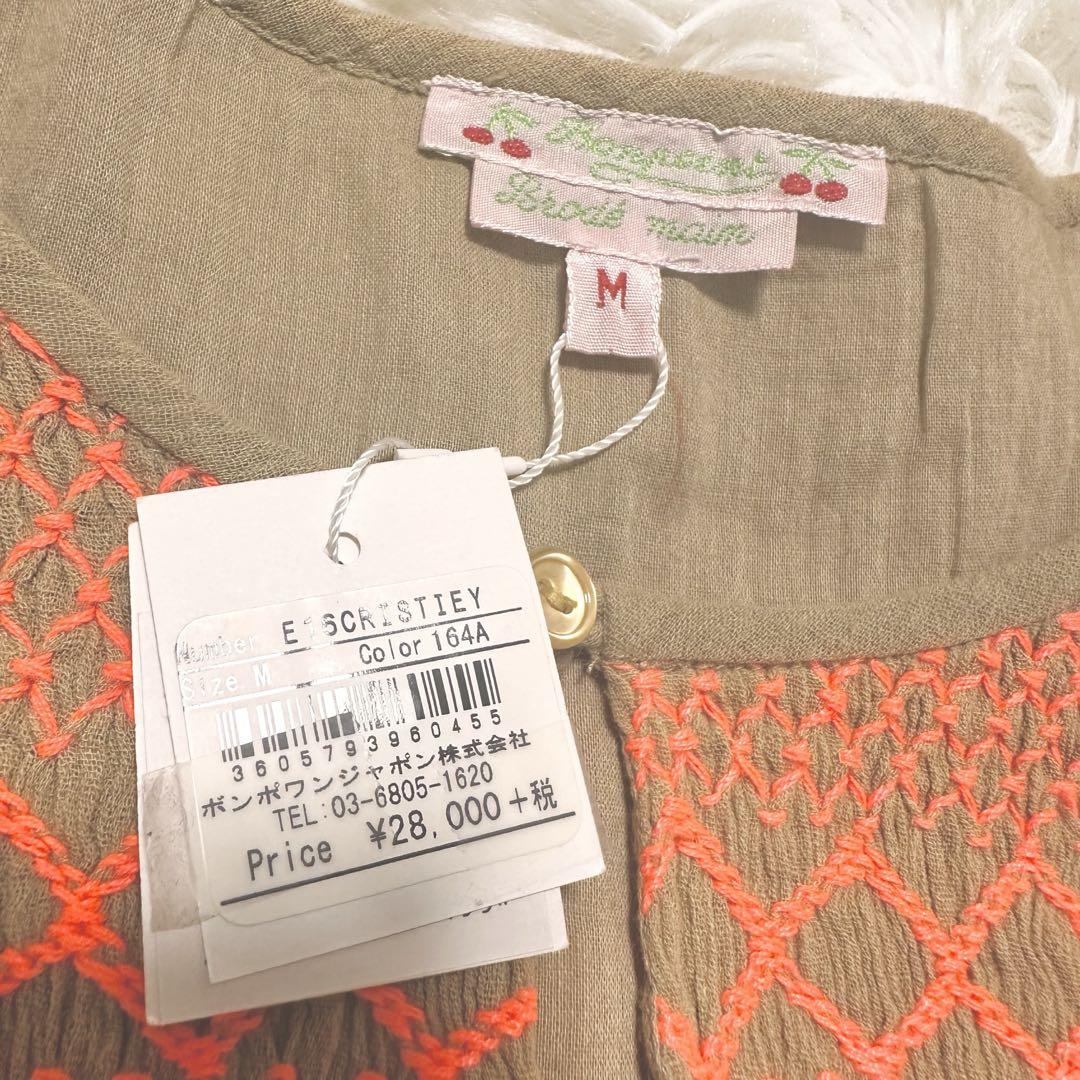 Bonpoint
Brodé main
M
Number E16CRISTIEY
Size M Color 164A
3605793960455
ボンポワンジャポン株式会社
TEL:03-6805-1620
Price ¥28,000+税